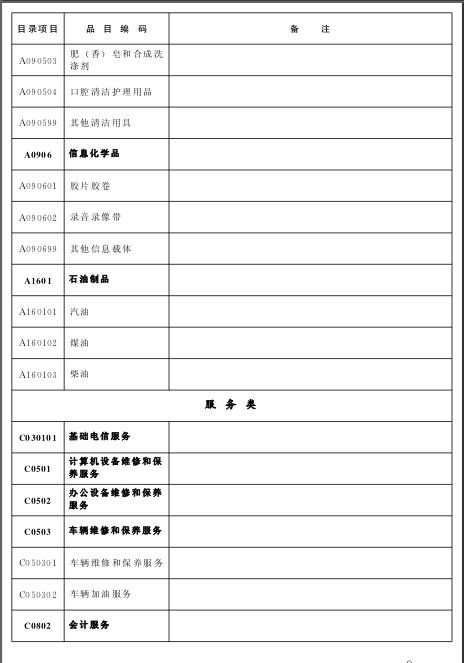 目录项目 品 目 编 码 备 注
A090503 肥（香）皂和合成洗
涤剂
A090504 口腔清洁护理用品
A090599 其他清洁用具
A0906 信息化学品
A090601 胶片胶卷
A090602 录音录像带
A090699 其他信息载体
A1601 石油制品
A160101 汽油
A160102 煤油
A160103 柴油
服 务 类
C030101 基础电信服务
C0501 计算机设备维修和保
养服务
C0502 办公设备维修和保养
服务
C0503 车辆维修和保养服务
C050301 车辆维修和保养服务
C050302 车辆加油服务
C0802 会计服务